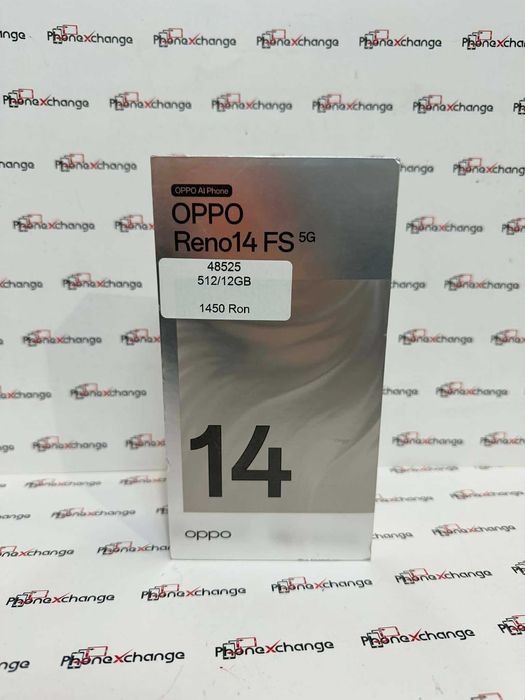 PhoneXchange
OPPO AI Phone
OPPO
Reno14 FS 5G
48525
512/12GB
1450 Ron
14
oppo